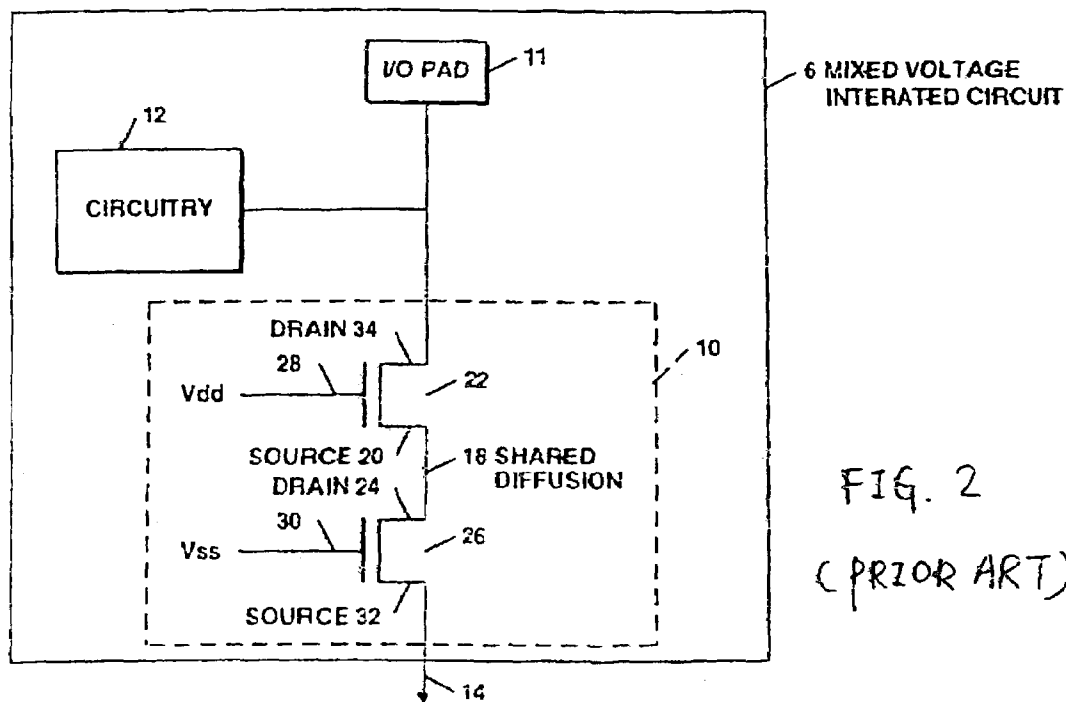 I/O PAD
11
6 MIXED VOLTAGE
INTERATED CIRCUIT
12
CIRCUITRY
DRAIN 34
10
28
Vdd
22
SOURCE 20
18 SHARED
DIFFUSION
DRAIN 24
30
Vss
26
SOURCE 32
14
FIG. 2
(PRIOR ART)